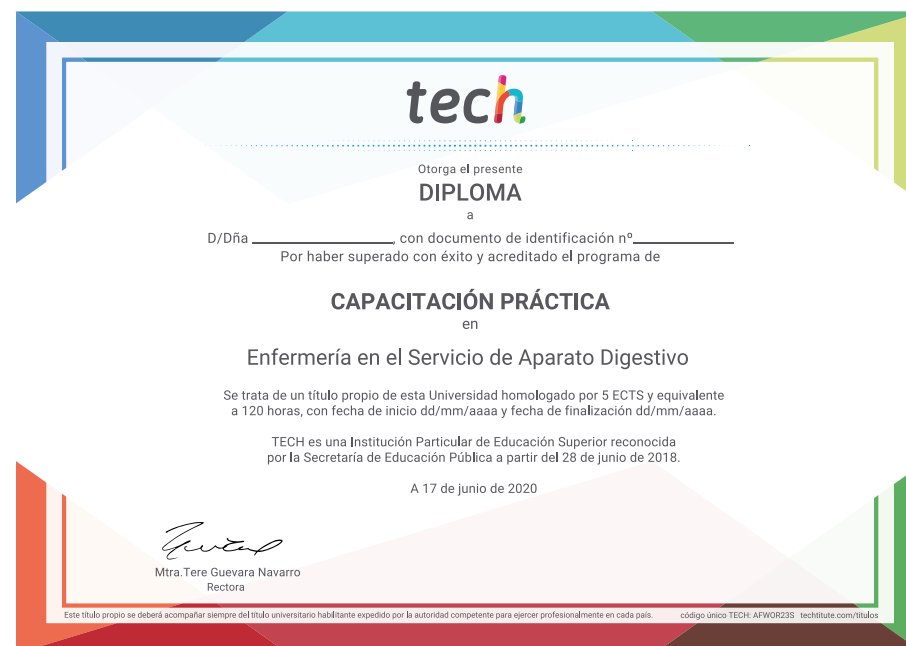 tech
Otorga el presente
DIPLOMA
a
D/Dña ____________________, con documento de identificación nº______________
Por haber superado con éxito y acreditado el programa de
CAPACITACIÓN PRÁCTICA
en
Enfermería en el Servicio de Aparato Digestivo
Se trata de un título propio de esta Universidad homologado por 5 ECTS y equivalente
a 120 horas, con fecha de inicio dd/mm/aaaa y fecha de finalización dd/mm/aaaa.
TECH es una Institución Particular de Educación Superior reconocida
por la Secretaría de Educación Pública a partir del 28 de junio de 2018.
A 17 de junio de 2020
Mtra.Tere Guevara Navarro
Rectora
Este título propio se deberá acompañar siempre del título universitario habilitante expedido por la autoridad competente para ejercer profesionalmente en cada país. código único TECH: AFWOR23S techtitute.com/titulos